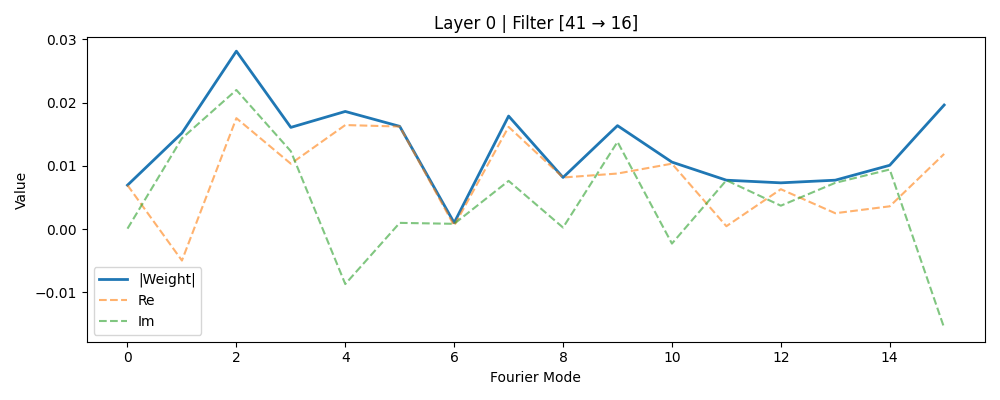 Layer 0 | Filter [41 → 16]
Value
0.03
0.02
0.01
0.00
−0.01
|Weight|
Re
Im
0 2 4 6 8 10 12 14
Fourier Mode